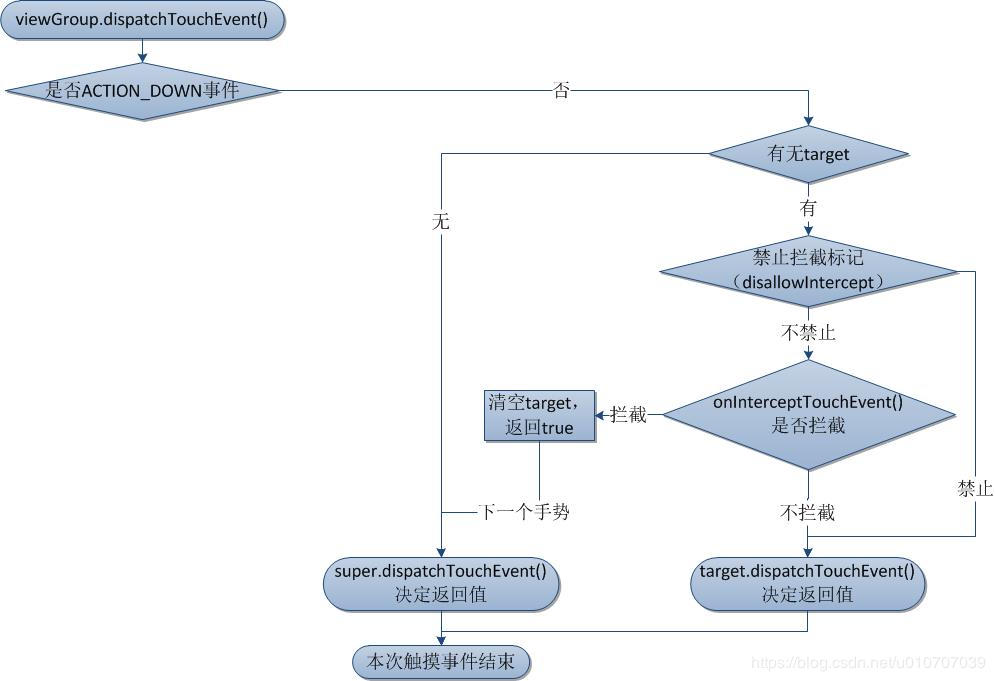 viewGroup.dispatchTouchEvent()
是否ACTION_DOWN事件
否
有无target
无
有
禁止拦截标记
（disallowIntercept）
不禁止
onInterceptTouchEvent()
是否拦截
拦截
清空target，
返回true
禁止
下一个手势
不拦截
super.dispatchTouchEvent()
决定返回值
target.dispatchTouchEvent()
决定返回值
本次触摸事件结束
https://blog.csdn.net/u010707039